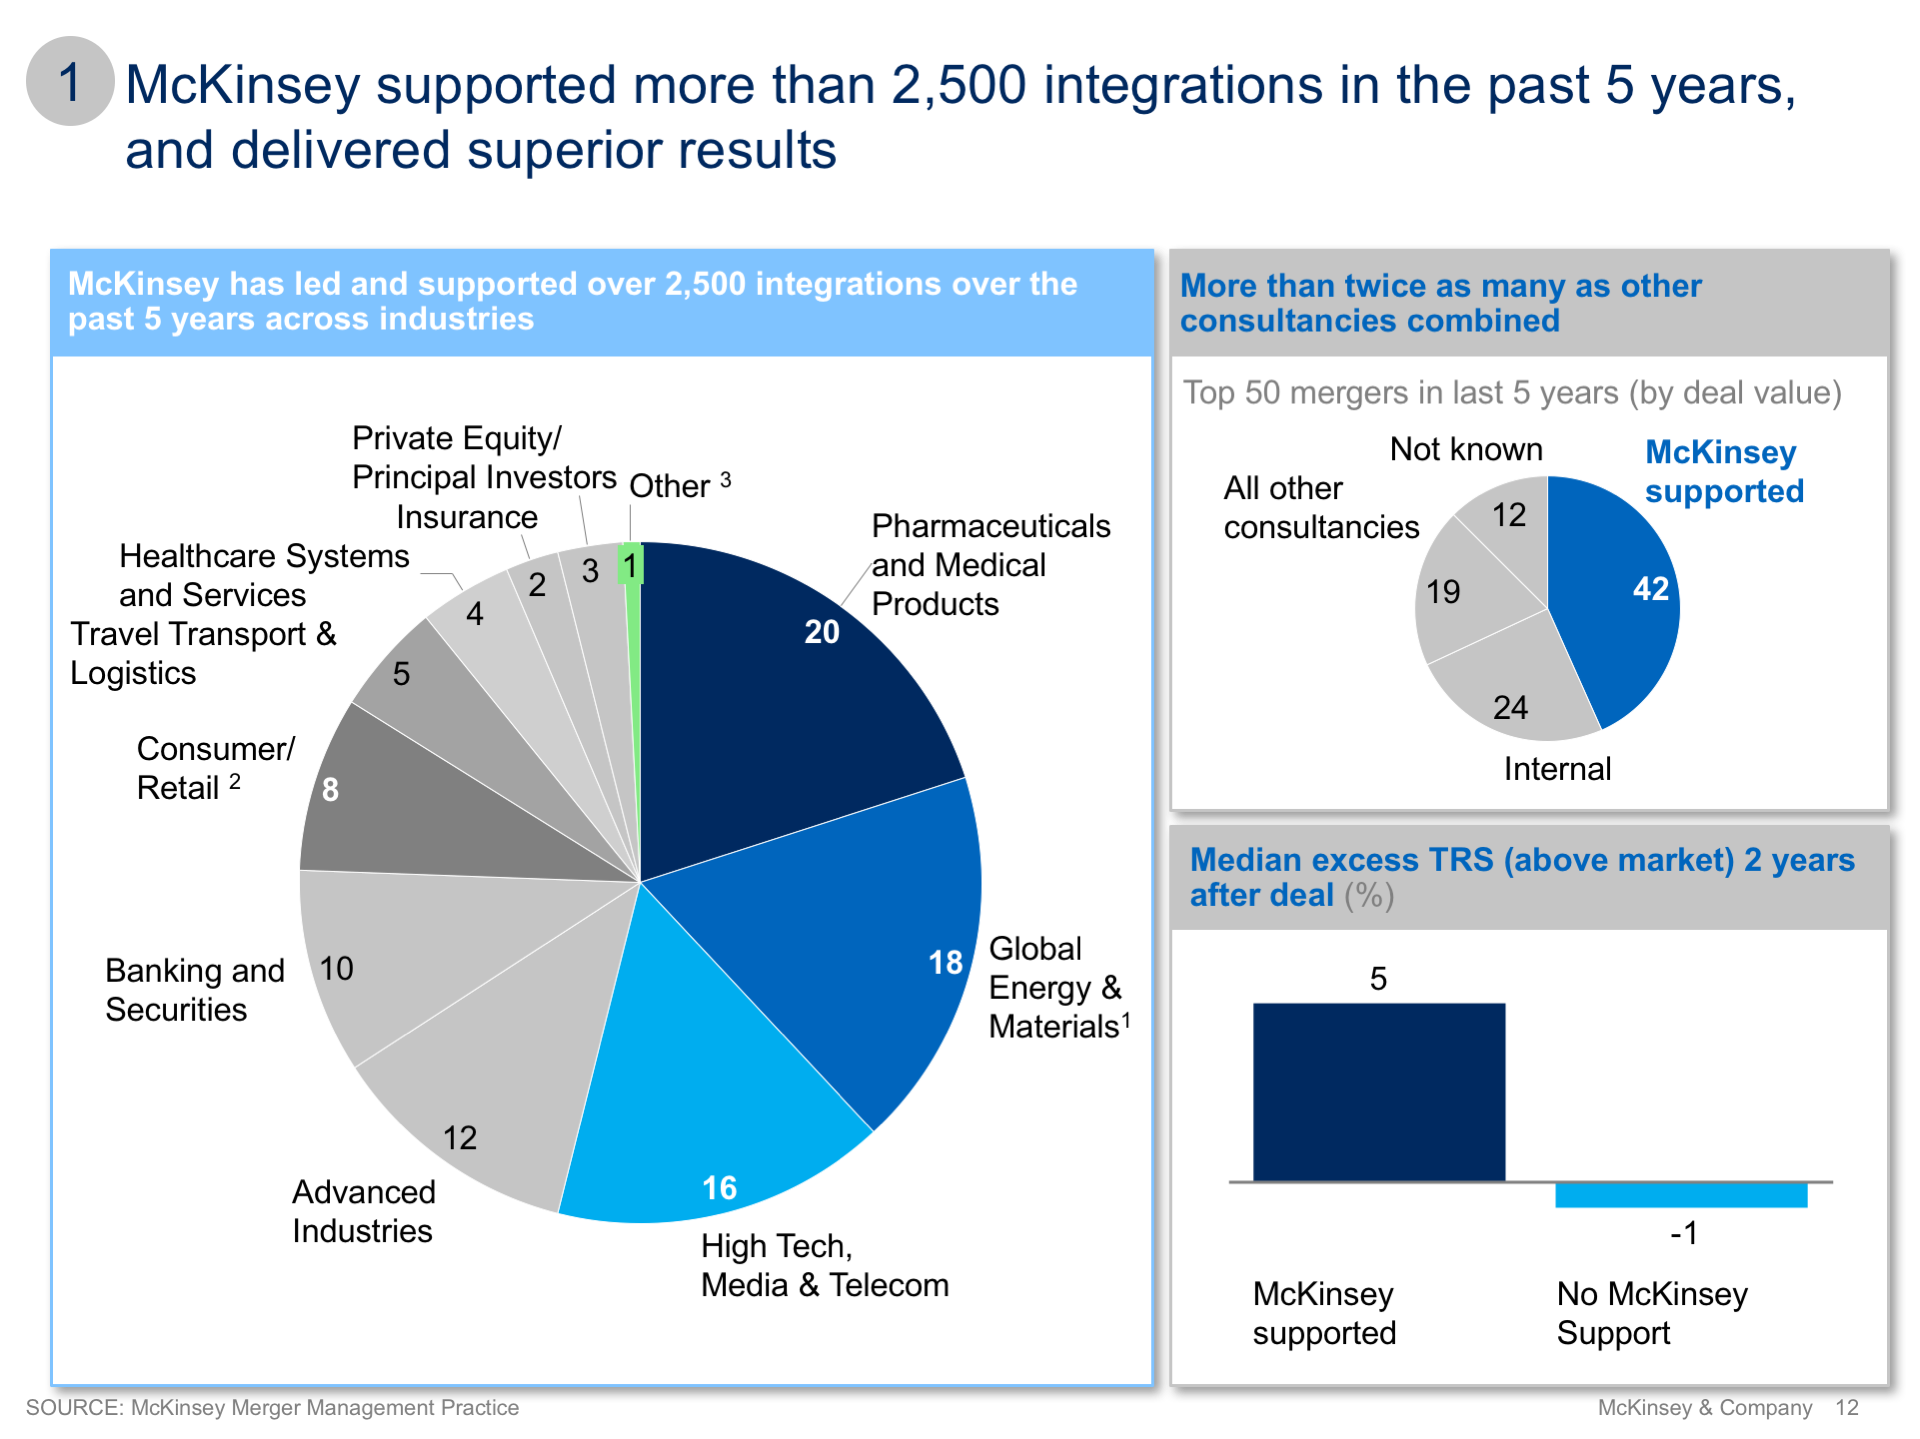 1
McKinsey supported more than 2,500 integrations in the past 5 years,
and delivered superior results
McKinsey has led and supported over 2,500 integrations over the
past 5 years across industries
Private Equity/
Principal Investors
Other 3
Insurance
Healthcare Systems
and Services
Travel Transport &
Logistics
Consumer/
Retail 2
Banking and
Securities
Advanced
Industries
High Tech,
Media & Telecom
Global
Energy &
Materials1
Pharmaceuticals
and Medical
Products
20
18
16
12
10
8
5
4
2
3
1
More than twice as many as other
consultancies combined
Top 50 mergers in last 5 years (by deal value)
Not known
McKinsey
supported
All other
consultancies
12
42
19
24
Internal
Median excess TRS (above market) 2 years
after deal (%)
5
-1
McKinsey
supported
No McKinsey
Support
SOURCE: McKinsey Merger Management Practice
McKinsey & Company 12